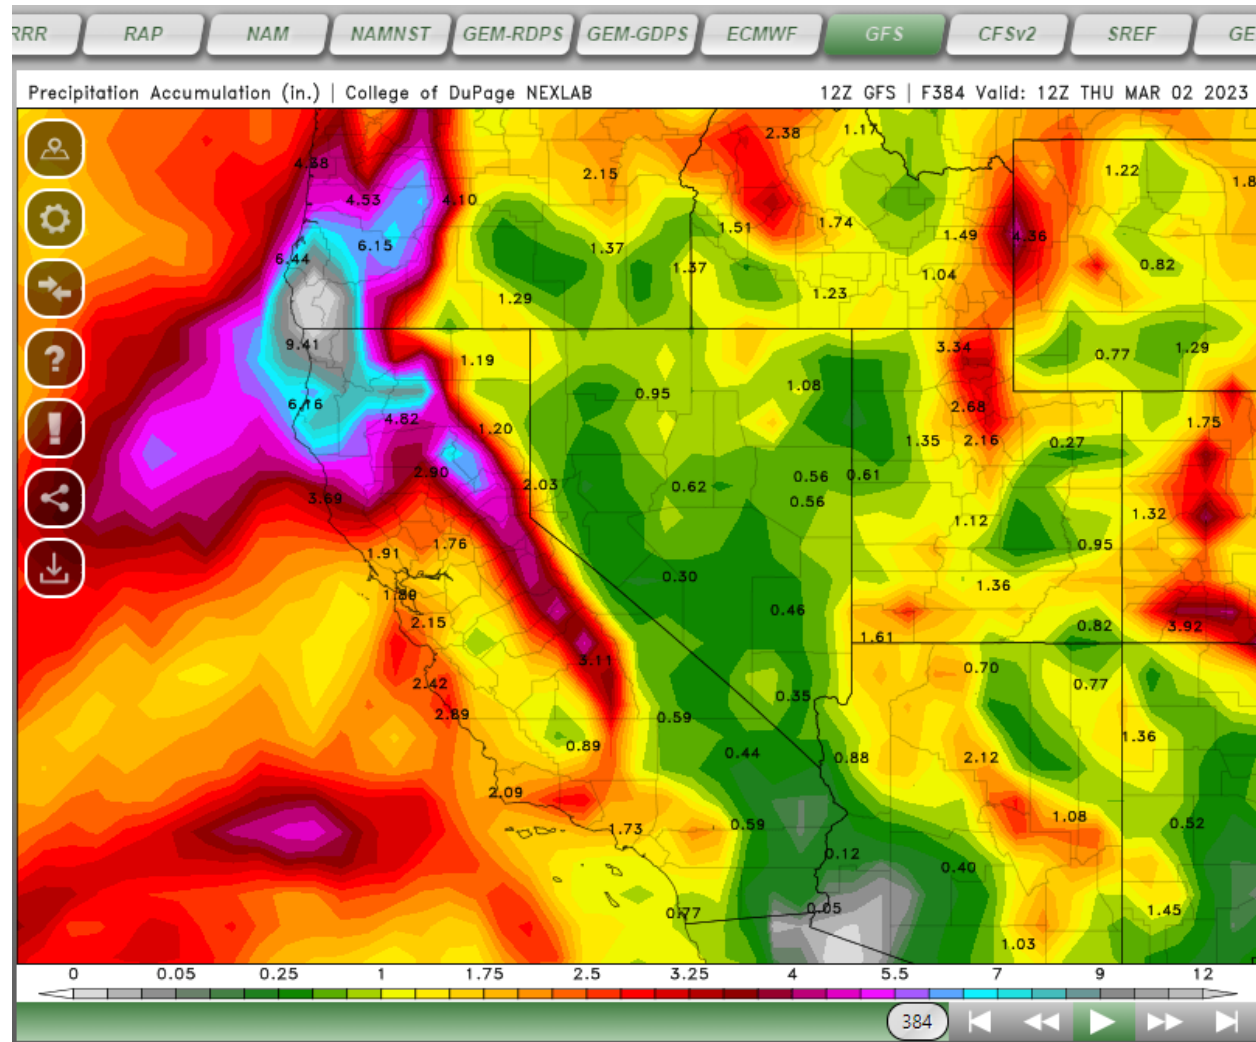 RRR RAP NAM NAMNST GEM-RDPS GEM-GDPS ECMWF GFS CFSv2 SREF GE
Precipitation Accumulation (in.) | College of DuPage NEXLAB 12Z GFS | F384 Valid: 12Z THU MAR 02 2023
2.38 1.17
4.38 2.15 1.22 1.8
4.53 4.10
1.51 1.74 1.49 4.36
6.15 1.37
6.44 1.37 1.04 0.82
1.29 1.23
9.41 1.19 3.34 0.77 1.29
0.95 1.08
6.16 4.82 2.68 1.75
1.20 1.35 2.16 0.27
2.90 2.03 0.62 0.56 0.61
3.69 0.56
1.12 1.32
1.91 1.76 0.95
0.30 1.36
0.46
2.15 0.82 3.92
1.61
3.11 0.70
2.42 0.35 0.77
2.89 0.59
0.89 0.44 0.88 2.12 1.36
2.09
1.73 0.59 1.08 0.52
0.12 0.40
0.77 0.05 1.45
1.03
0 0.05 0.25 1 1.75 2.5 3.25 4 5.5 7 9 12
384